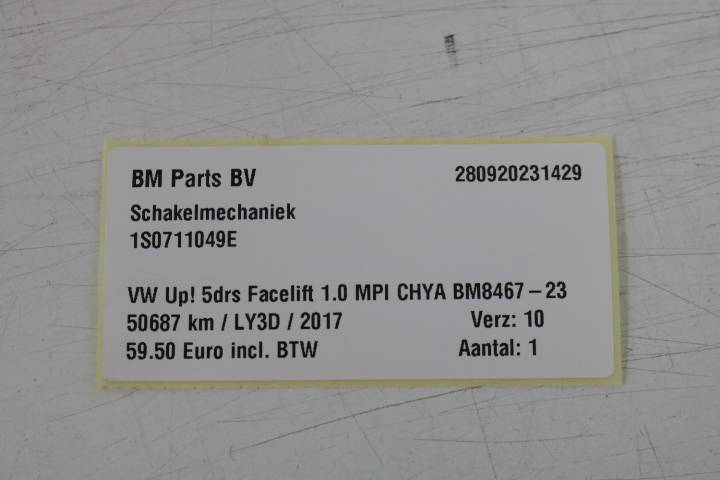 BM Parts BV 280920231429
Schakelmechaniek
1S0711049E
VW Up! 5drs Facelift 1.0 MPI CHYA BM8467-23
50687 km / LY3D / 2017 Verz: 10
59.50 Euro incl. BTW Aantal: 1